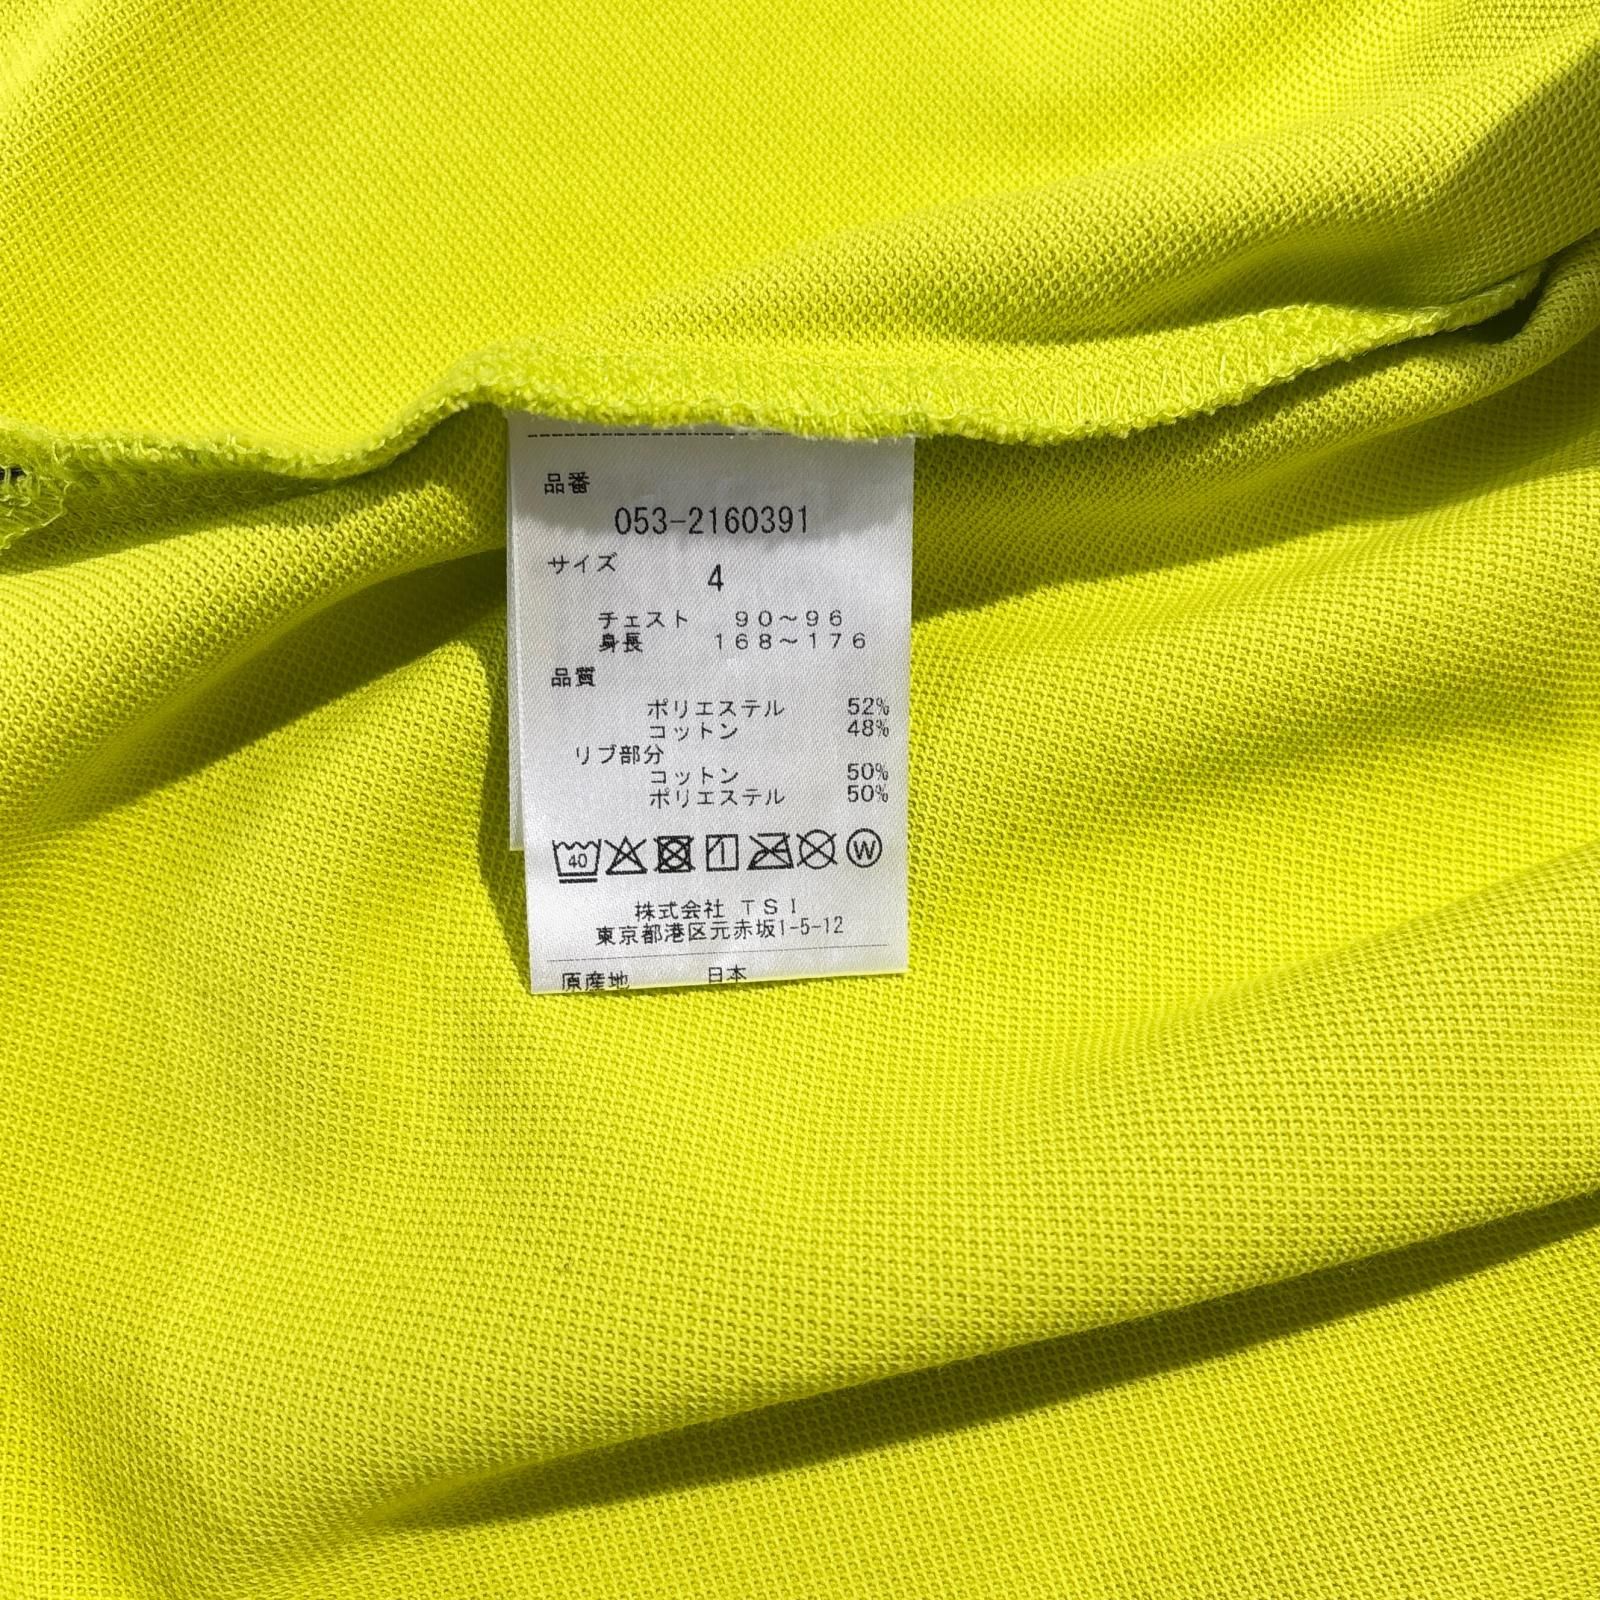 品番
053-2160391
サイズ 4
チェスト 90～96
身長 168～176
品質
ポリエステル 52%
コットン 48%
リブ部分
コットン 50%
ポリエステル 50%
40 W
株式会社 TSI
東京都港区元赤坂1-5-12
原産地 日本